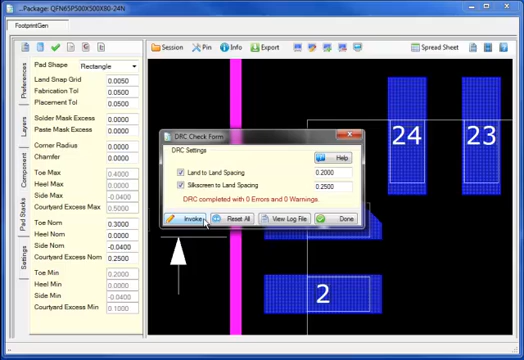 ...Package: QFN65P500X500X80-24N
FootprintGen
Session
Pin
Info
Export
Spread Sheet
Preferences
Layers
Component
Pad Stacks
Settings
Pad Shape Rectangle
Land Snap Grid 0.0050
Fabrication Tol 0.0500
Placement Tol 0.0500
Solder Mask Excess 0.0000
Paste Mask Excess 0.0000
Corner Radius 0.0000
Chamfer 0.0000
Toe Max 0.4000
Heel Max 0.0000
Side Max -0.0400
Courtyard Excess Max 0.5000
Toe Nom 0.3000
Heel Nom 0.0000
Side Nom -0.0400
Courtyard Excess Nom 0.2500
Toe Min 0.2000
Heel Min 0.0000
Side Min -0.0400
Courtyard Excess Min 0.1000
24
23
DRC Check Form
DRC Settings
Help
Land to Land Spacing 0.2000
Silkscreen to Land Spacing 0.2500
DRC completed with 0 Errors and 0 Warnings
Invoke
Reset All
View Log File
Done
2